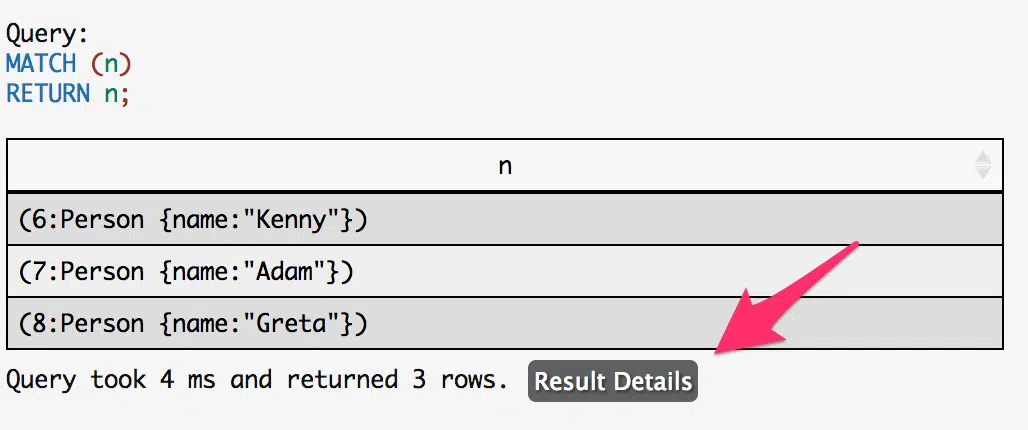 Query:
MATCH (n)
RETURN n;
n
(6:Person {name:"Kenny"})
(7:Person {name:"Adam"})
(8:Person {name:"Greta"})
Query took 4 ms and returned 3 rows. Result Details